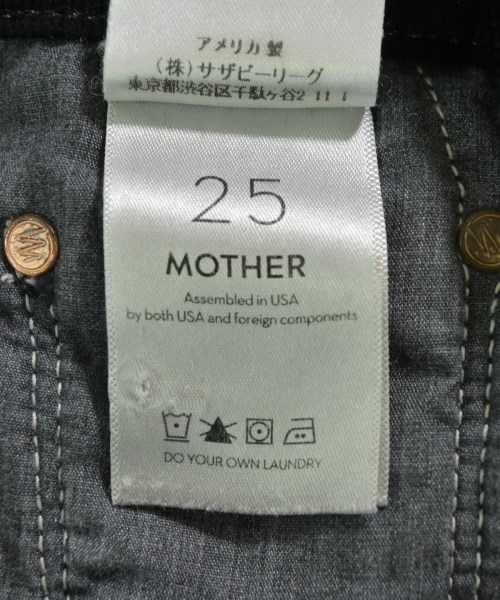 アメリカ製
(株)サザビーリーグ
東京都渋谷区千駄ヶ谷2 11 1
25
MOTHER
Assembled in USA
by both USA and foreign components
DO YOUR OWN LAUNDRY